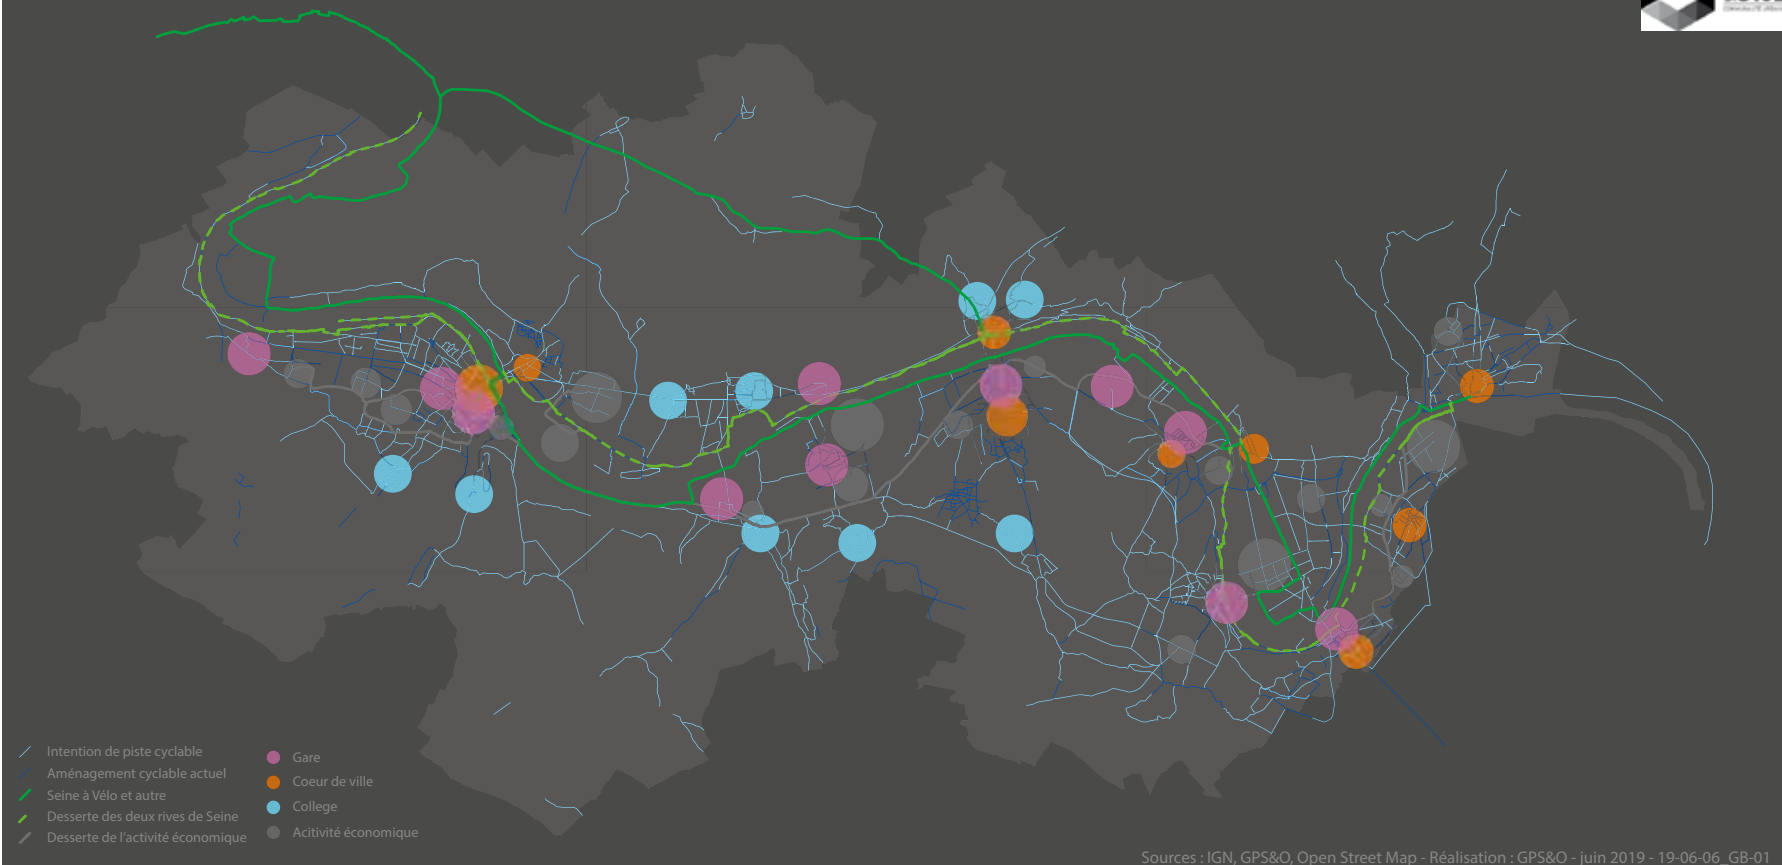 Intention de piste cyclable
Aménagement cyclable actuel
Seine à Vélo et autre
Desserte des deux rives de Seine
Desserte de l'activité économique
Gare
Coeur de ville
College
Acitivité économique
Sources : IGN, GPS&O, Open Street Map - Réalisation : GPS&O - juin 2019 - 19-06-06_GB-01